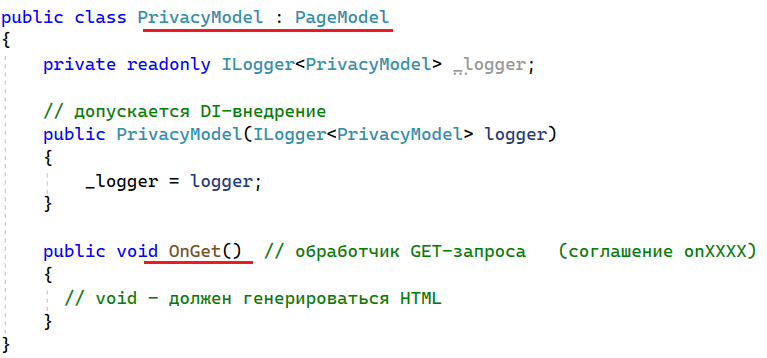 public class PrivacyModel : PageModel
{
    private readonly ILogger<PrivacyModel> _logger;
    // допускается DI-внедрение
    public PrivacyModel(ILogger<PrivacyModel> logger)
    {
        _logger = logger;
    }
    public void OnGet()  // обработчик GET-запроса   (соглашение onXXXX)
    {
      // void - должен генерироваться HTML
    }
}